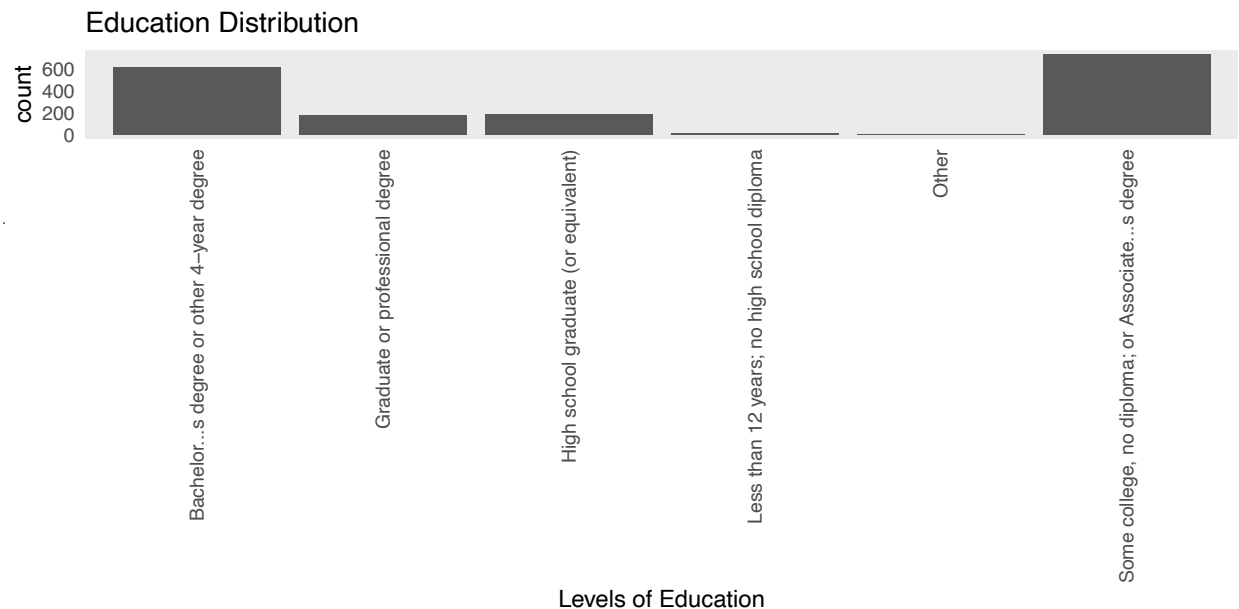 Education Distribution
count
600
400
200
0
Bachelor...s degree or other 4−year degree
Graduate or professional degree
High school graduate (or equivalent)
Less than 12 years; no high school diploma
Other
Some college, no diploma; or Associate...s degree
Levels of Education